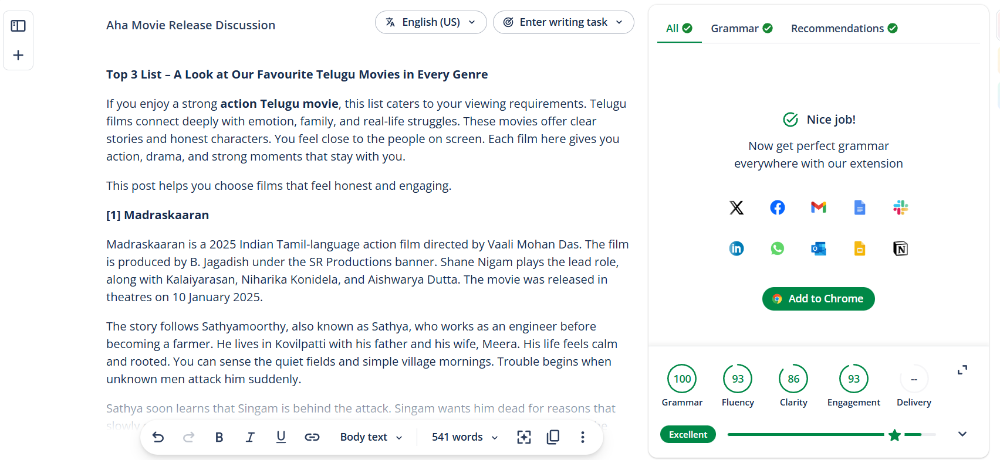 Aha Movie Release Discussion
English (US)
Enter writing task
Top 3 List – A Look at Our Favourite Telugu Movies in Every Genre
If you enjoy a strong action Telugu movie, this list caters to your viewing requirements. Telugu
films connect deeply with emotion, family, and real-life struggles. These movies offer clear
stories and honest characters. You feel close to the people on screen. Each film here gives you
action, drama, and strong moments that stay with you.
This post helps you choose films that feel honest and engaging.
[1] Madraskaaran
Madraskaaran is a 2025 Indian Tamil-language action film directed by Vaali Mohan Das. The film
is produced by B. Jagadish under the SR Productions banner. Shane Nigam plays the lead role,
along with Kalaiyarasan, Niharika Konidela, and Aishwarya Dutta. The movie was released in
theatres on 10 January 2025.
The story follows Sathyamoorthy, also known as Sathya, who works as an engineer before
becoming a farmer. He lives in Kovilpatti with his father and his wife, Meera. His life feels calm
and rooted. You can sense the quiet fields and simple village mornings. Trouble begins when
unknown men attack him suddenly.
Sathya soon learns that Singam is behind the attack. Singam wants him dead for reasons that
slowly
B I U
Body text
541 words
All
Grammar
Recommendations
Nice job!
Now get perfect grammar
everywhere with our extension
Add to Chrome
100 93 86 93 --
Grammar Fluency Clarity Engagement Delivery
Excellent